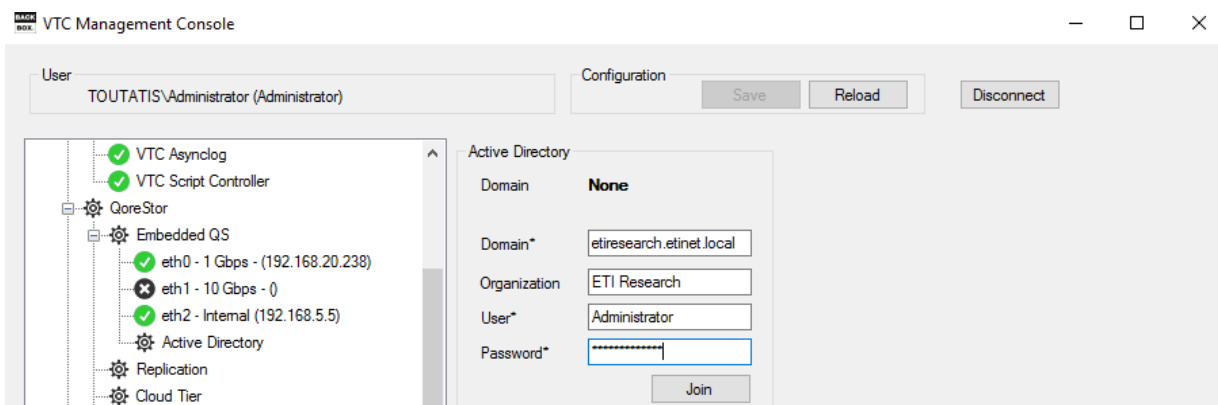 BACK
BOX.
VTC Management Console
User
TOUTATIS\Administrator (Administrator)
Configuration
Save
Reload
Disconnect
VTC Asynclog
VTC Script Controller
QoreStor
Embedded QS
eth0 - 1 Gbps - (192.168.20.238)
eth1 - 10 Gbps - ()
eth2 - Internal (192.168.5.5)
Active Directory
Replication
Cloud Tier
Active Directory
Domain None
Domain* etiresearch.etinet.local
Organization ETI Research
User* Administrator
Password* *************
Join